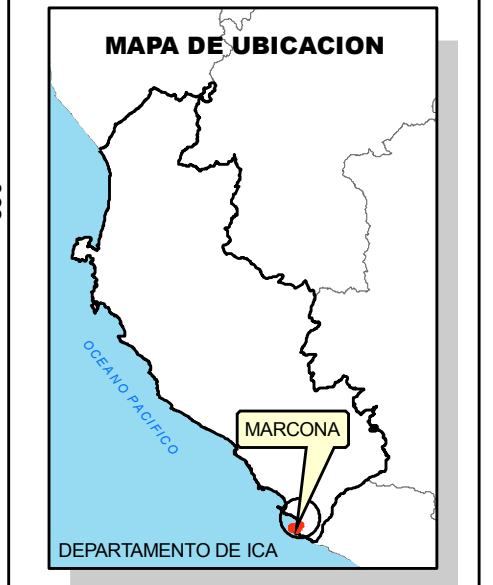 MAPA DE UBICACION
OCEANO PACIFICO
MARCONA
DEPARTAMENTO DE ICA